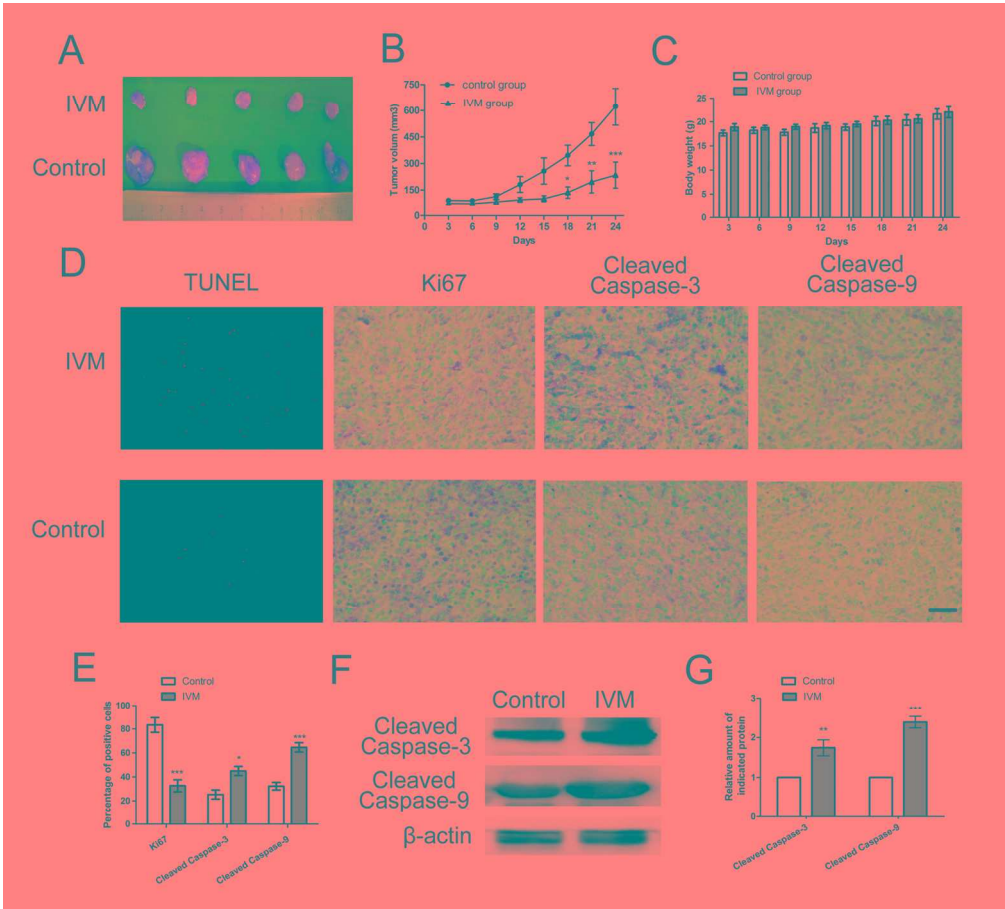 A
IVM
Control
B
Tumor volum (mm3)
750
600
450
300
150
0
control group
IVM group
*
**
***
0 3 6 9 12 15 18 21 24
Days
C
Control group
IVM group
Body weight (g)
25
20
15
10
5
0
3 6 9 12 15 18 21 24
Days
D
TUNEL
Ki67
Cleaved
Caspase-3
Cleaved
Caspase-9
IVM
Control
E
Control
IVM
Percentage of positive cells
100
80
60
40
20
***
*
***
Ki67
Cleaved Caspase-3
Cleaved Caspase-9
F
Control IVM
Cleaved
Caspase-3
Cleaved
Caspase-9
β-actin
G
Control
IVM
Relative amount of
indicated protein
3
2
1
0
**
***
Cleaved Caspase-3
Cleaved Caspase-9